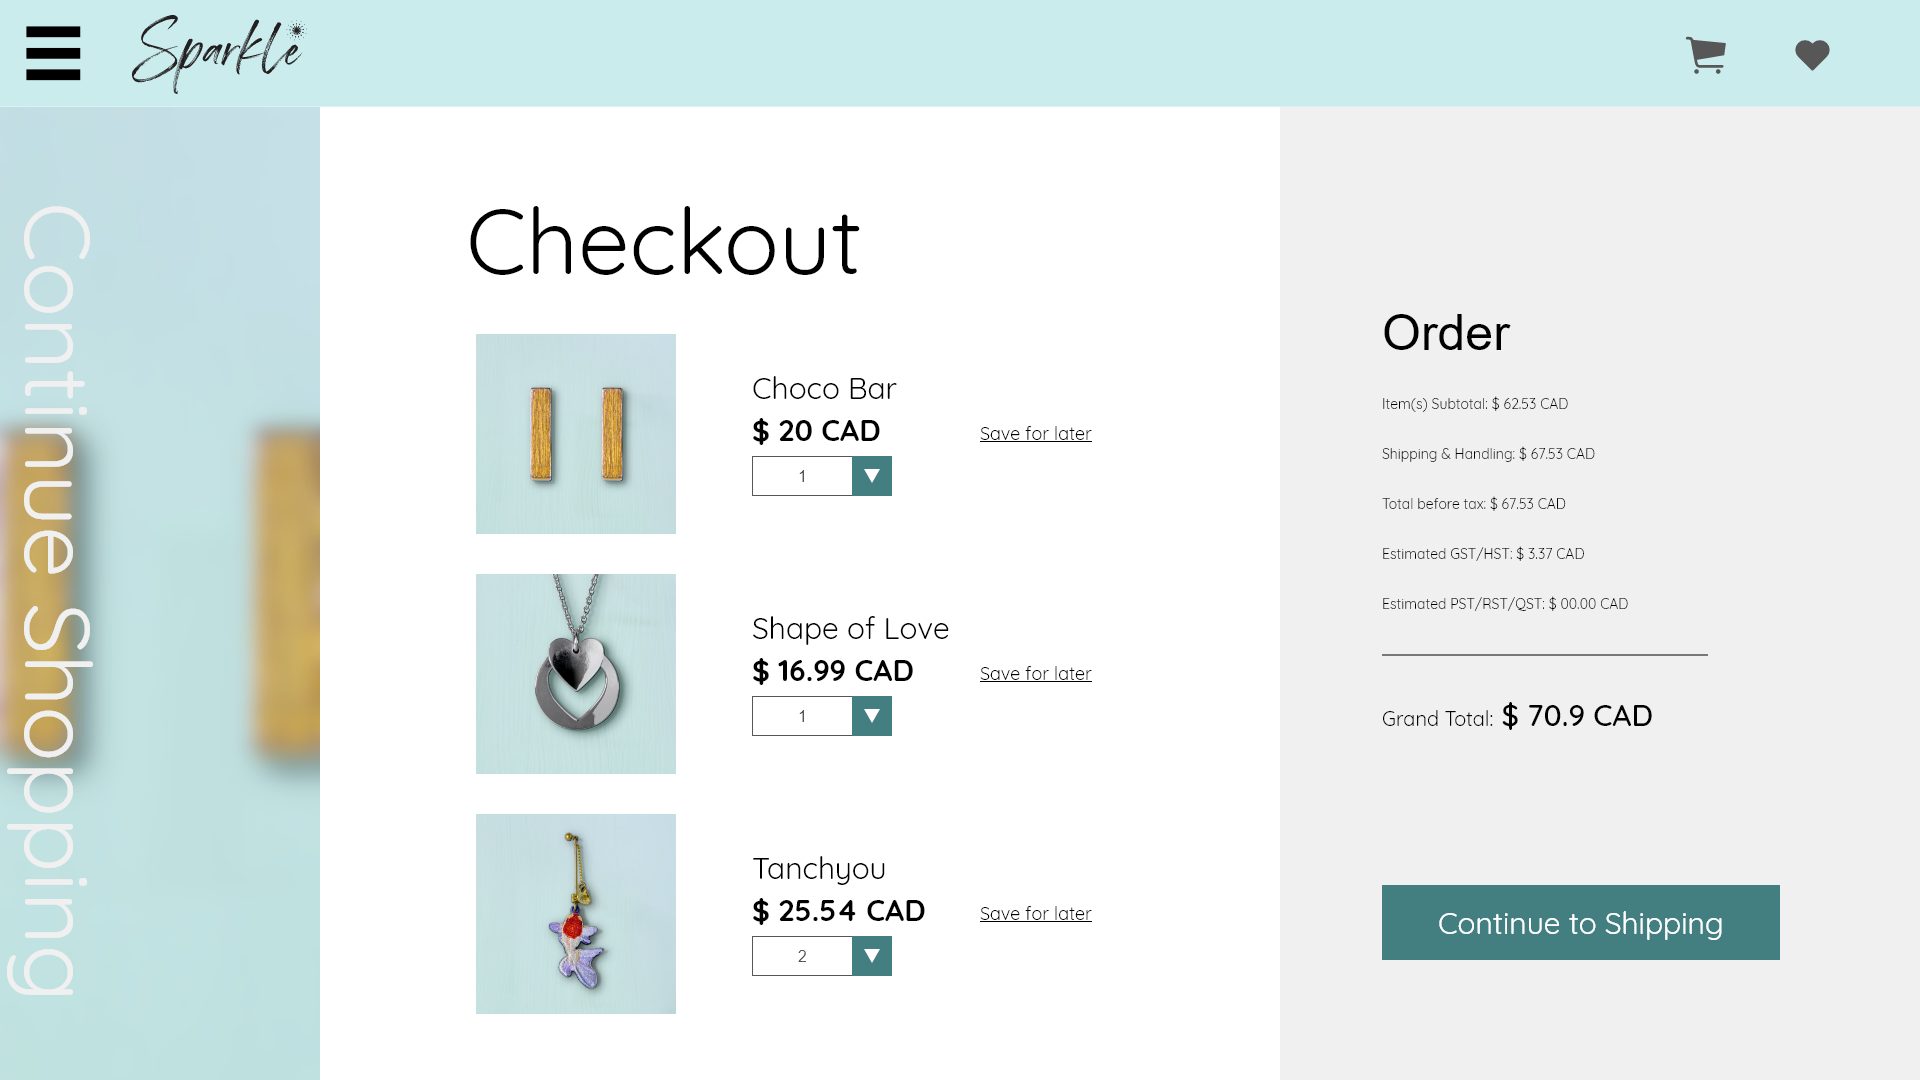 Sparkle
Continue Shopping
Checkout
Choco Bar
$ 20 CAD
Save for later
1
Shape of Love
$ 16.99 CAD
Save for later
1
Tanchyou
$ 25.54 CAD
Save for later
2
Order
Item(s) Subtotal: $ 62.53 CAD
Shipping & Handling: $ 67.53 CAD
Total before tax: $ 67.53 CAD
Estimated GST/HST: $ 3.37 CAD
Estimated PST/RST/QST: $ 00.00 CAD
Grand Total: $ 70.9 CAD
Continue to Shipping